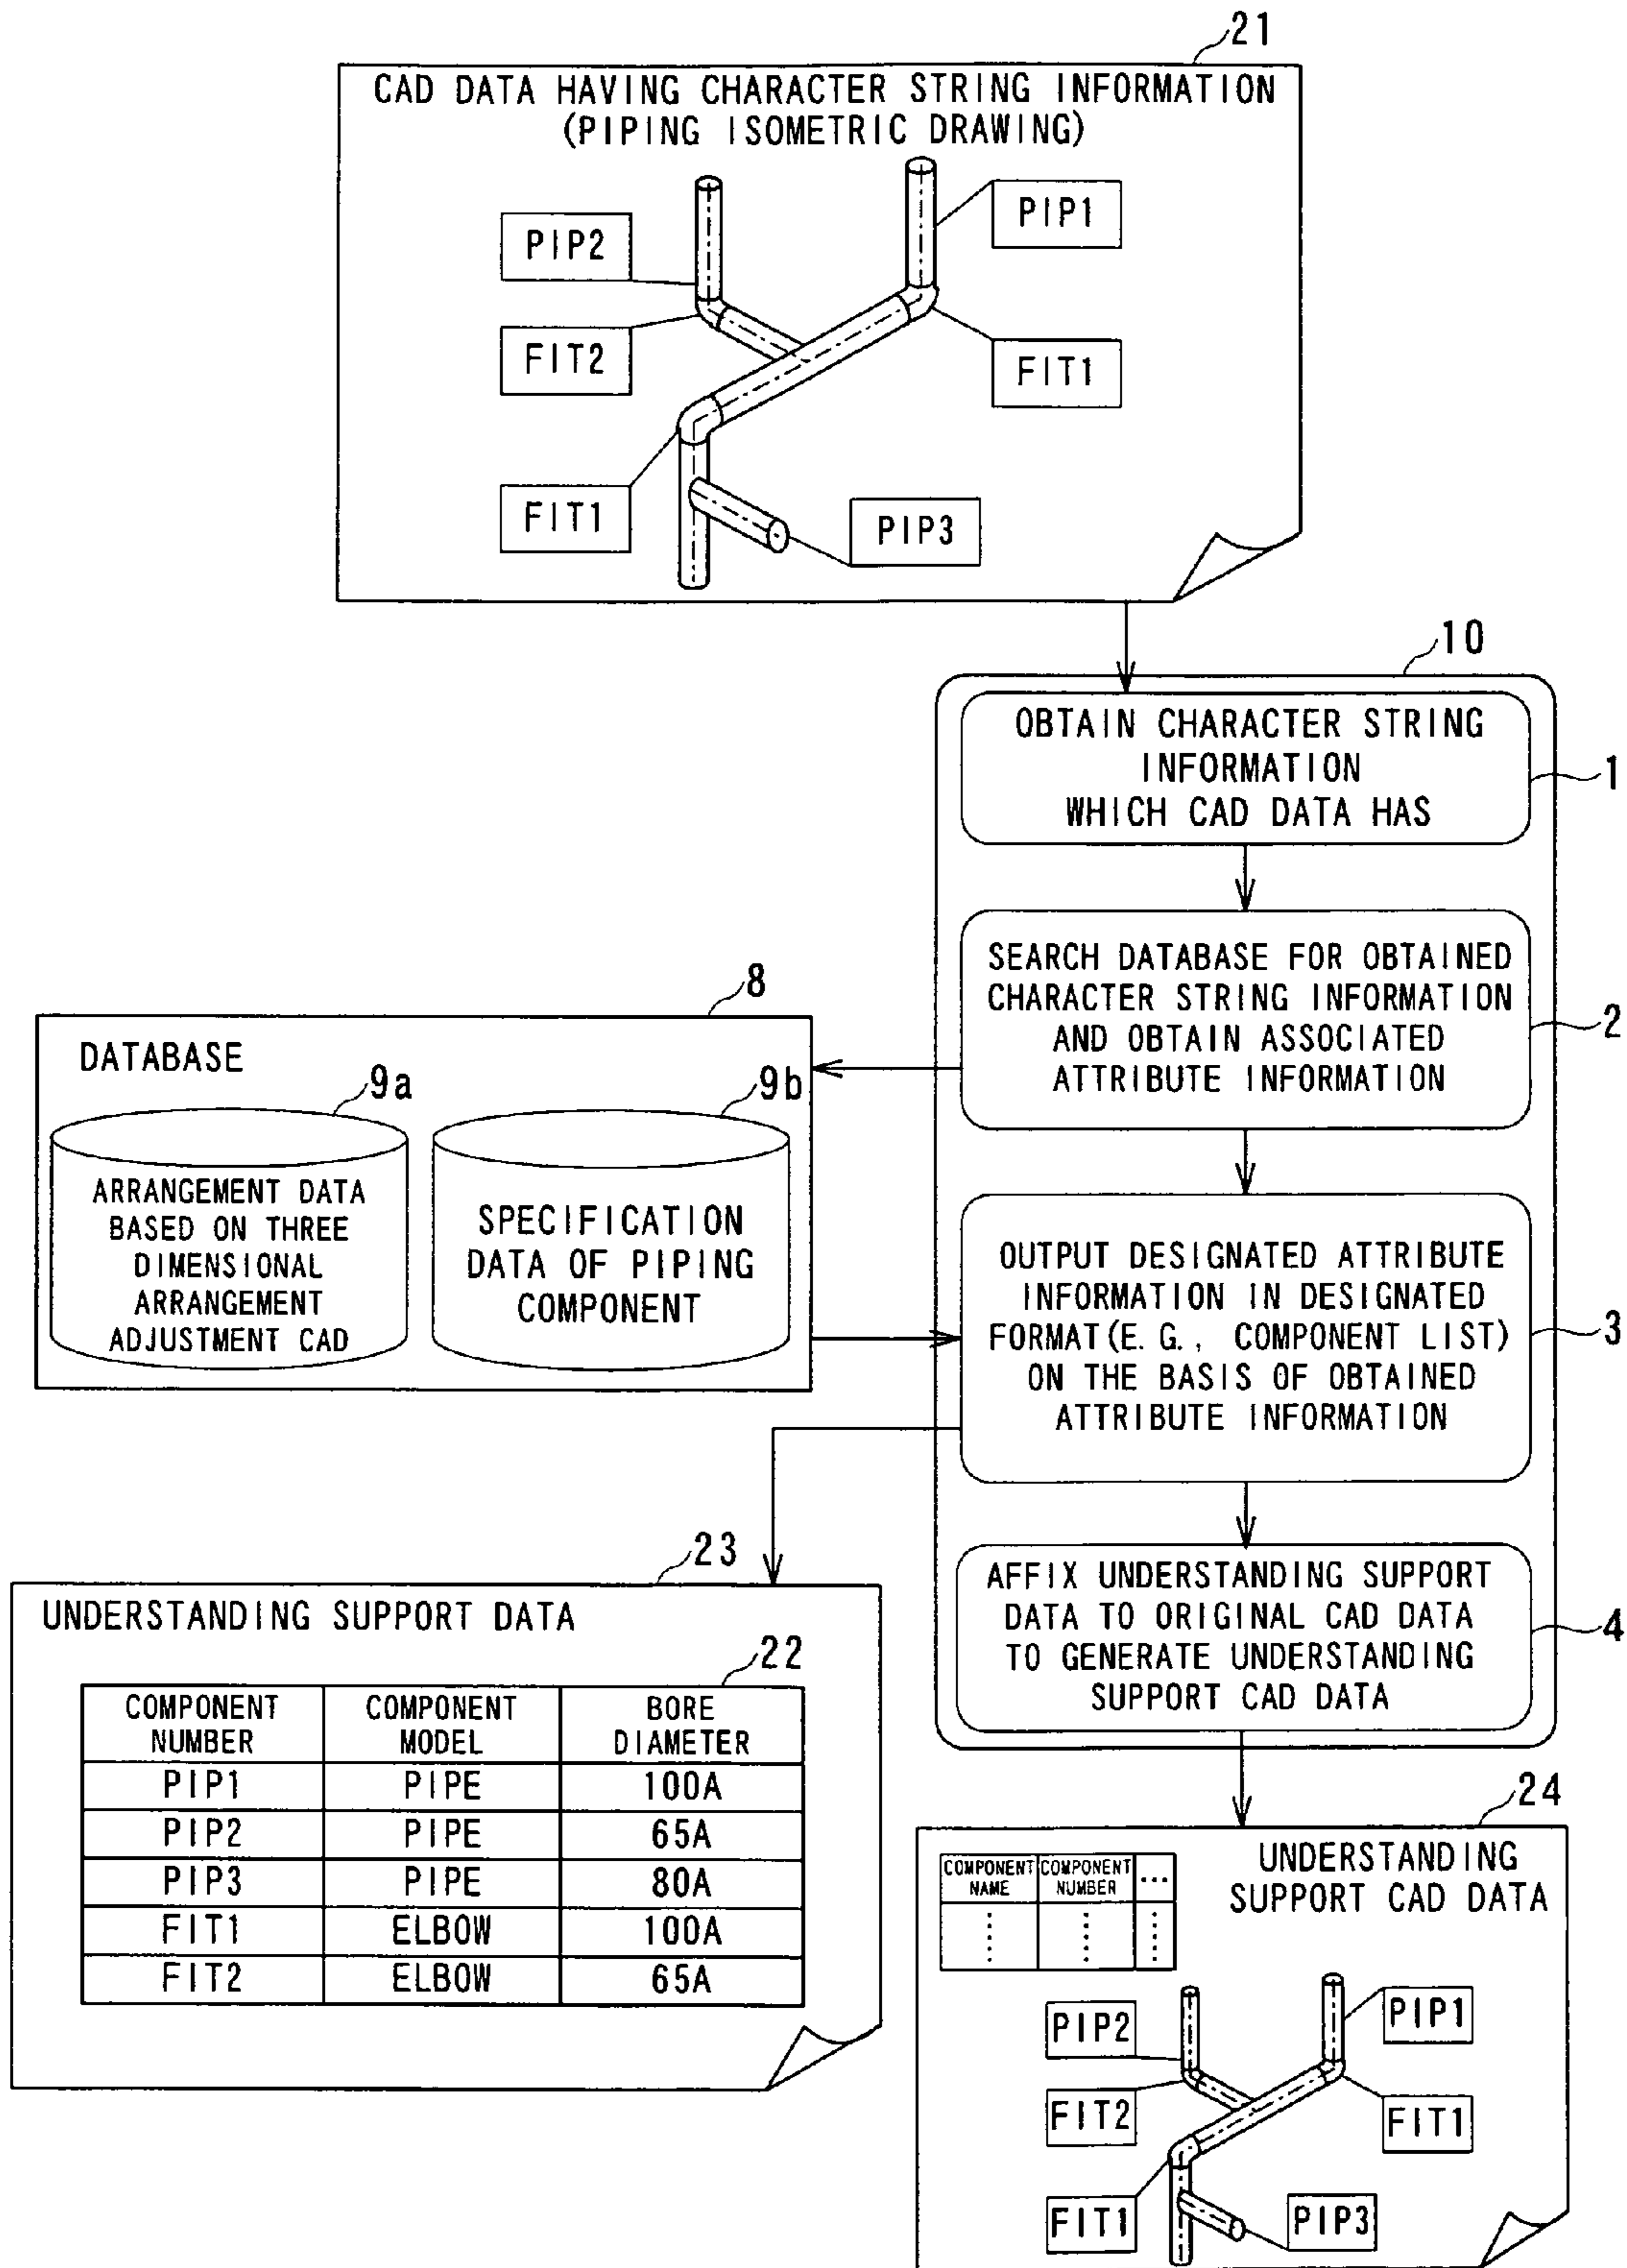 21
CAD DATA HAVING CHARACTER STRING INFORMATION
(PIPING ISOMETRIC DRAWING)
PIP1
PIP2
FIT2
FIT1
FIT1
PIP3
10
OBTAIN CHARACTER STRING
INFORMATION
WHICH CAD DATA HAS
1
SEARCH DATABASE FOR OBTAINED
CHARACTER STRING INFORMATION
AND OBTAIN ASSOCIATED
ATTRIBUTE INFORMATION
2
8
DATABASE
9a
9b
ARRANGEMENT DATA
BASED ON THREE
DIMENSIONAL
ARRANGEMENT
ADJUSTMENT CAD
SPECIFICATION
DATA OF PIPING
COMPONENT
OUTPUT DESIGNATED ATTRIBUTE
INFORMATION IN DESIGNATED
FORMAT(E.G., COMPONENT LIST)
ON THE BASIS OF OBTAINED
ATTRIBUTE INFORMATION
3
AFFIX UNDERSTANDING SUPPORT
DATA TO ORIGINAL CAD DATA
TO GENERATE UNDERSTANDING
SUPPORT CAD DATA
4
23
UNDERSTANDING SUPPORT DATA
22
COMPONENT NUMBER COMPONENT MODEL BORE DIAMETER
PIP1 PIPE 100A
PIP2 PIPE 65A
PIP3 PIPE 80A
FIT1 ELBOW 100A
FIT2 ELBOW 65A
24
UNDERSTANDING
SUPPORT CAD DATA
COMPONENT NAME COMPONENT NUMBER ...
PIP1
PIP2
FIT2
FIT1
FIT1
PIP3